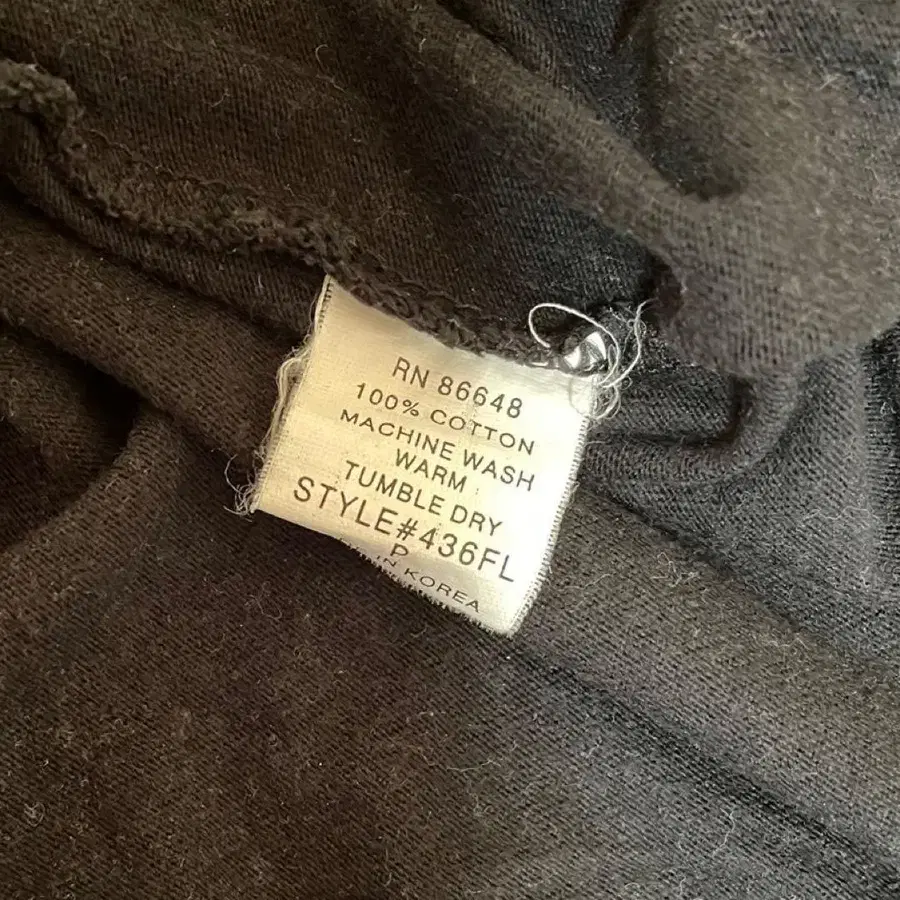 RN 86648
100% COTTON
MACHINE WASH
WARM
TUMBLE DRY
STYLE#436FL
P
IN KOREA